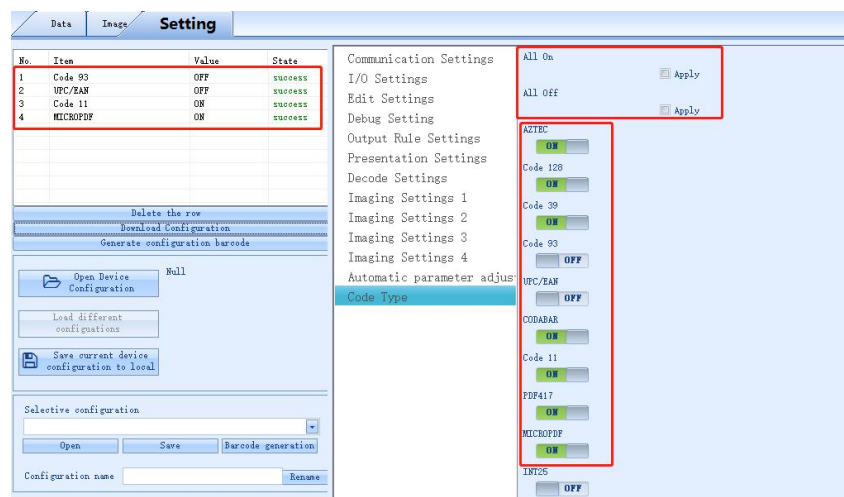 Data Image Setting
No. Item Value State
1 Code 93 OFF success
2 UPC/EAN OFF success
3 Code 11 ON success
4 MICROPDF ON success
Delete the row
Download Configuration
Generate configuration barcode
Open Device
Configuration
Null
Load different
configuations
Save current device
configuration to local
Selective configuration
Open Save Barcode generation
Configuration name Rename
Communication Settings
I/O Settings
Edit Settings
Debug Setting
Output Rule Settings
Presentation Settings
Decode Settings
Imaging Settings 1
Imaging Settings 2
Imaging Settings 3
Imaging Settings 4
Automatic parameter adjus
Code Type
All On
Apply
All Off
Apply
AZTEC
ON
Code 128
ON
Code 39
ON
Code 93
OFF
UPC/EAN
OFF
CODABAR
ON
Code 11
ON
PDF417
ON
MICROPDF
ON
INT25
OFF